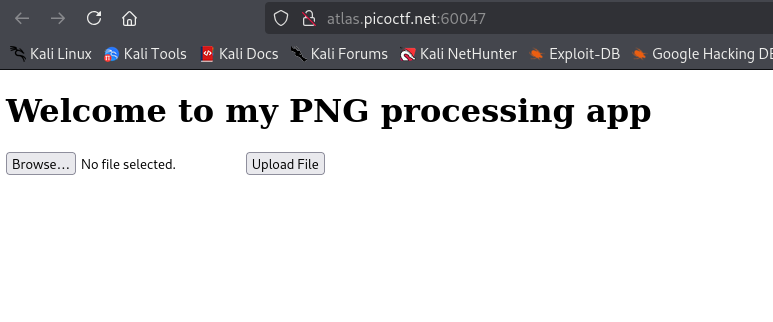 atlas.picoctf.net:60047
Kali Linux Kali Tools Kali Docs Kali Forums Kali NetHunter Exploit-DB Google Hacking DB
Welcome to my PNG processing app
Browse... No file selected. Upload File